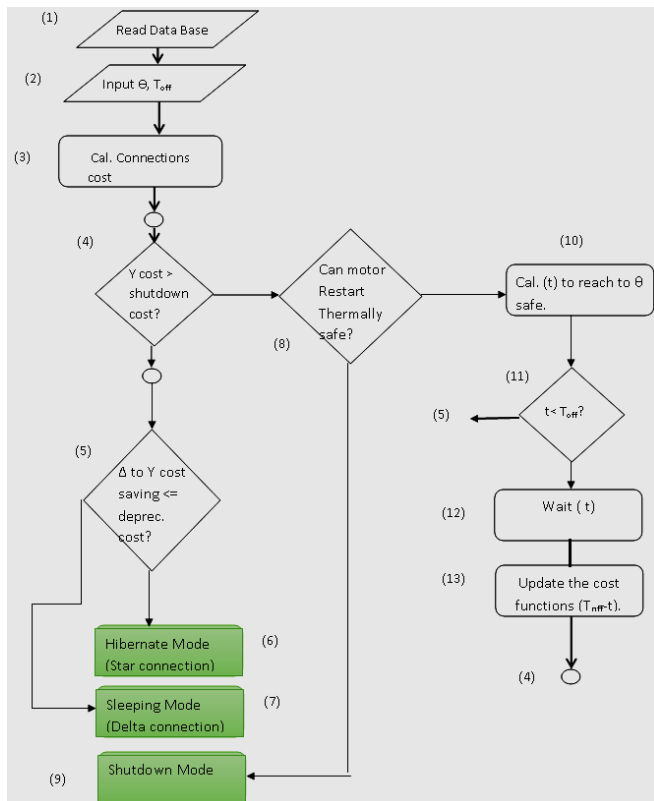 (1)
Read Data Base
(2)
Input Θ, Toff
(3)
Cal. Connections
cost
(4)
Y cost >
shutdown
cost?
(8)
Can motor
Restart
Thermally
safe?
(10)
Cal. (t) to reach to θ
safe.
(11)
t< Toff?
(5)
(5)
Δ to Y cost
saving <=
deprec.
cost?
(12)
Wait ( t)
(13)
Update the cost
functions (Toff-t).
(4)
Hibernate Mode
(Star connection)
(6)
Sleeping Mode
(Delta connection)
(7)
Shutdown Mode
(9)